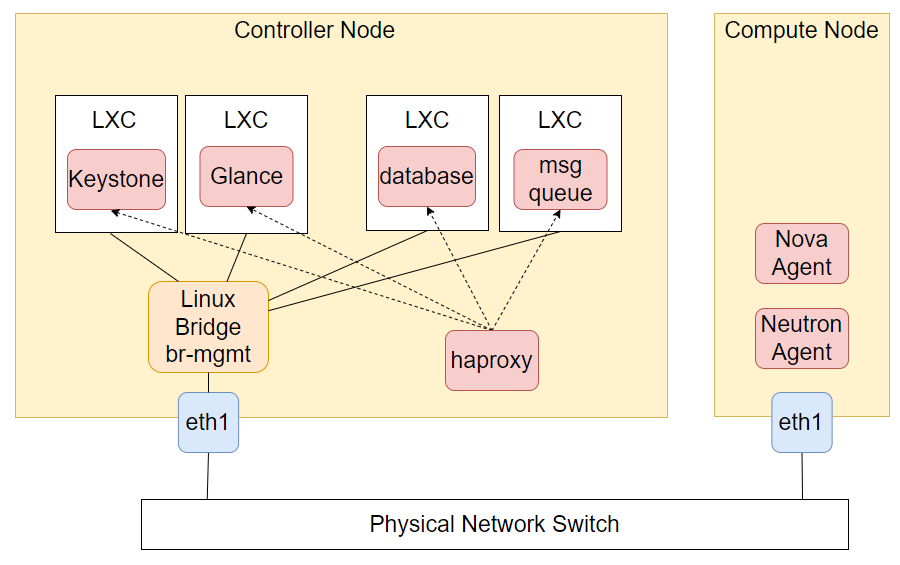 Controller Node
Compute Node
LXC
LXC
LXC
LXC
Keystone
Glance
database
msg
queue
Nova
Agent
Linux
Bridge
br-mgmt
haproxy
Neutron
Agent
eth1
eth1
Physical Network Switch